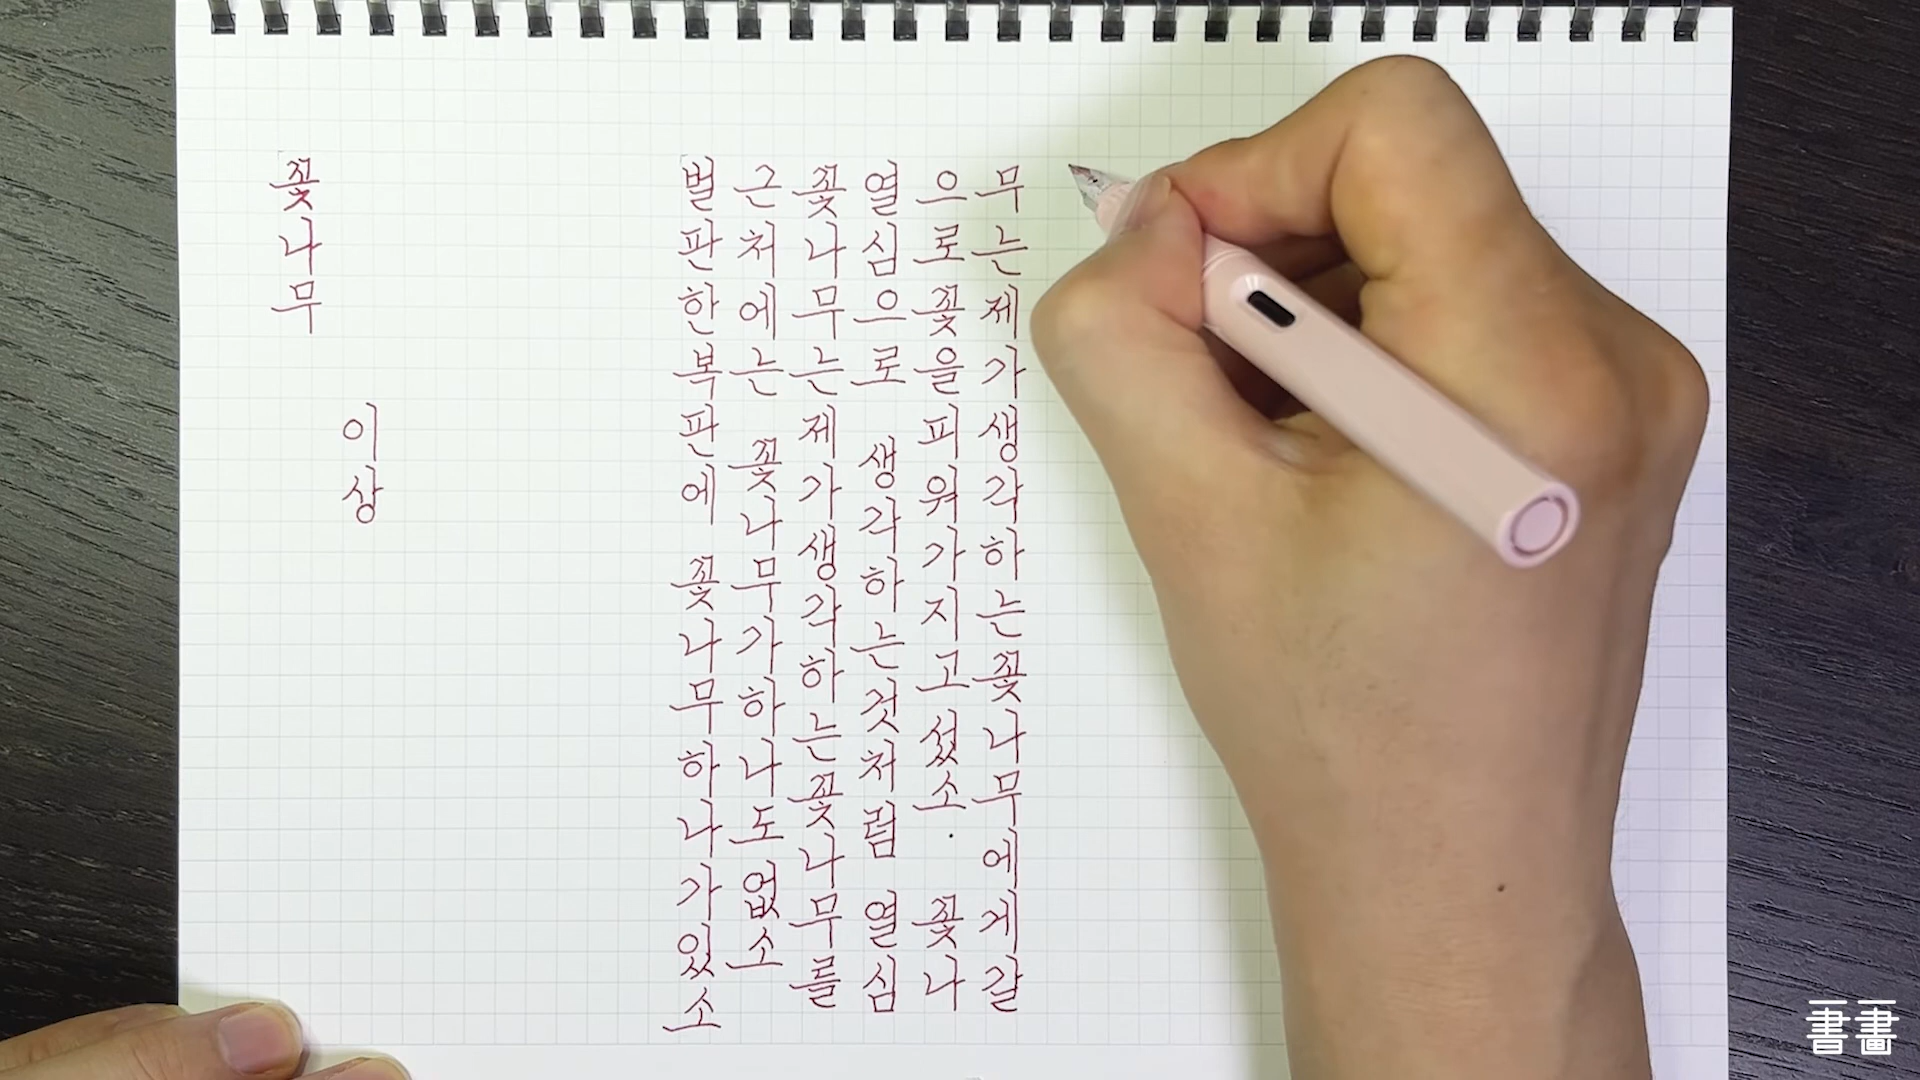 꽃나무
이상
벌판한복판에 꽃나무하나가있소
근처에는 꽃나무가하나도없소
꽃나무는제가생각하는꽃나무를
열심으로 생각하는것처럼 열심
으로꽃을피워가지고섰소. 꽃나
무는제가생각하는꽃나무에게갈
書畫